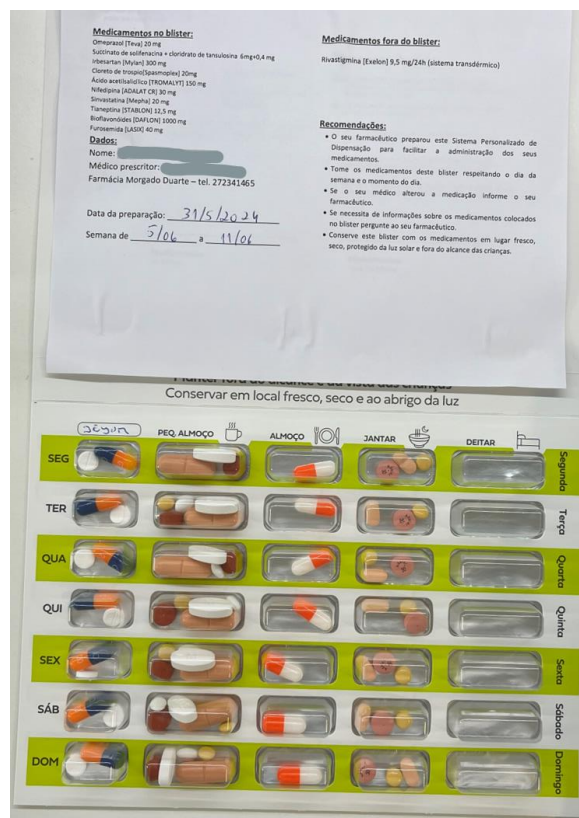 Medicamentos no blister:
Omeprazol [Teva] 20 mg
Succinato de solifenacina + cloridrato de tansulosina 6mg+0,4 mg
Irbesartan [Mylan] 300 mg
Cloreto de tróspio[Spasmoplex] 20mg
Ácido acetilsalicílico [TROMALYT] 150 mg
Nifedipina [ADALAT CR] 30 mg
Sinvastatina [Mepha] 20 mg
Tianeptina [STABLON] 12,5 mg
Bioflavonóides [DAFLON] 1000 mg
Furosemida [LASIX] 40 mg
Dados:
Nome:
Médico prescritor:
Farmácia Morgado Duarte – tel. 272341465
Data da preparação: 31/5/2024
Semana de 5/06 a 11/06
Medicamentos fora do blister:
Rivastigmina [Exelon] 9,5 mg/24h (sistema transdérmico)
Recomendações:
• O seu farmacêutico preparou este Sistema Personalizado de
Dispensação para facilitar a administração dos seus
medicamentos.
• Tome os medicamentos deste blister respeitando o dia da
semana e o momento do dia.
• Se o seu médico alterou a medicação informe o seu
farmacêutico.
• Se necessita de informações sobre os medicamentos colocados
no blister pergunte ao seu farmacêutico.
• Conserve este blister com os medicamentos em lugar fresco,
seco, protegido da luz solar e fora do alcance das crianças.
Manter fora do alcance e da vista das crianças
Conservar em local fresco, seco e ao abrigo da luz
Jejum PEQ. ALMOÇO ALMOÇO JANTAR DEITAR
SEG Segunda
TER Terça
QUA Quarta
QUI Quinta
SEX Sexta
SÁB Sábado
DOM Domingo